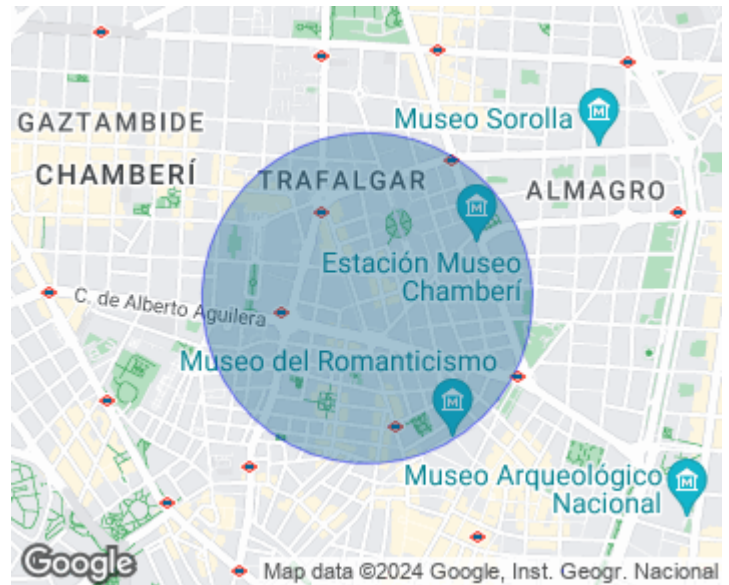 Museo Sorolla
GAZTAMBIDE
CHAMBERÍ
TRAFALGAR
ALMAGRO
Estación Museo
Chamberí
C. de Alberto Aguilera
Museo del Romanticismo
Museo Arqueológico
Nacional
Google
Map data ©2024 Google, Inst. Geogr. Nacional